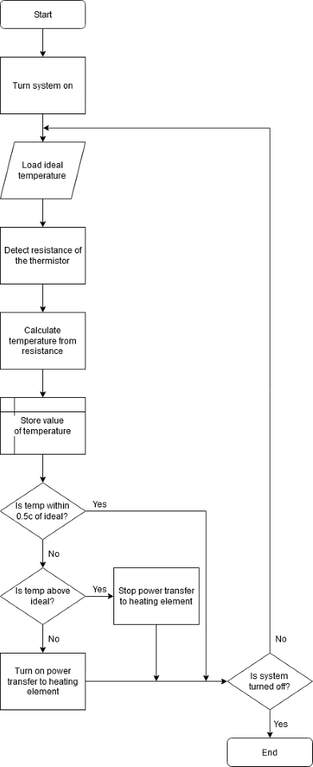 Start
Turn system on
Load ideal
temperature
Detect resistance of
the thermistor
Calculate
temperature from
resistance
Store value
of temperature
Is temp within
0.5c of ideal?
Yes
No
Is temp above
ideal?
Yes
Stop power transfer
to heating element
No
Turn on power
transfer to heating
element
No
Is system
turned off?
Yes
End